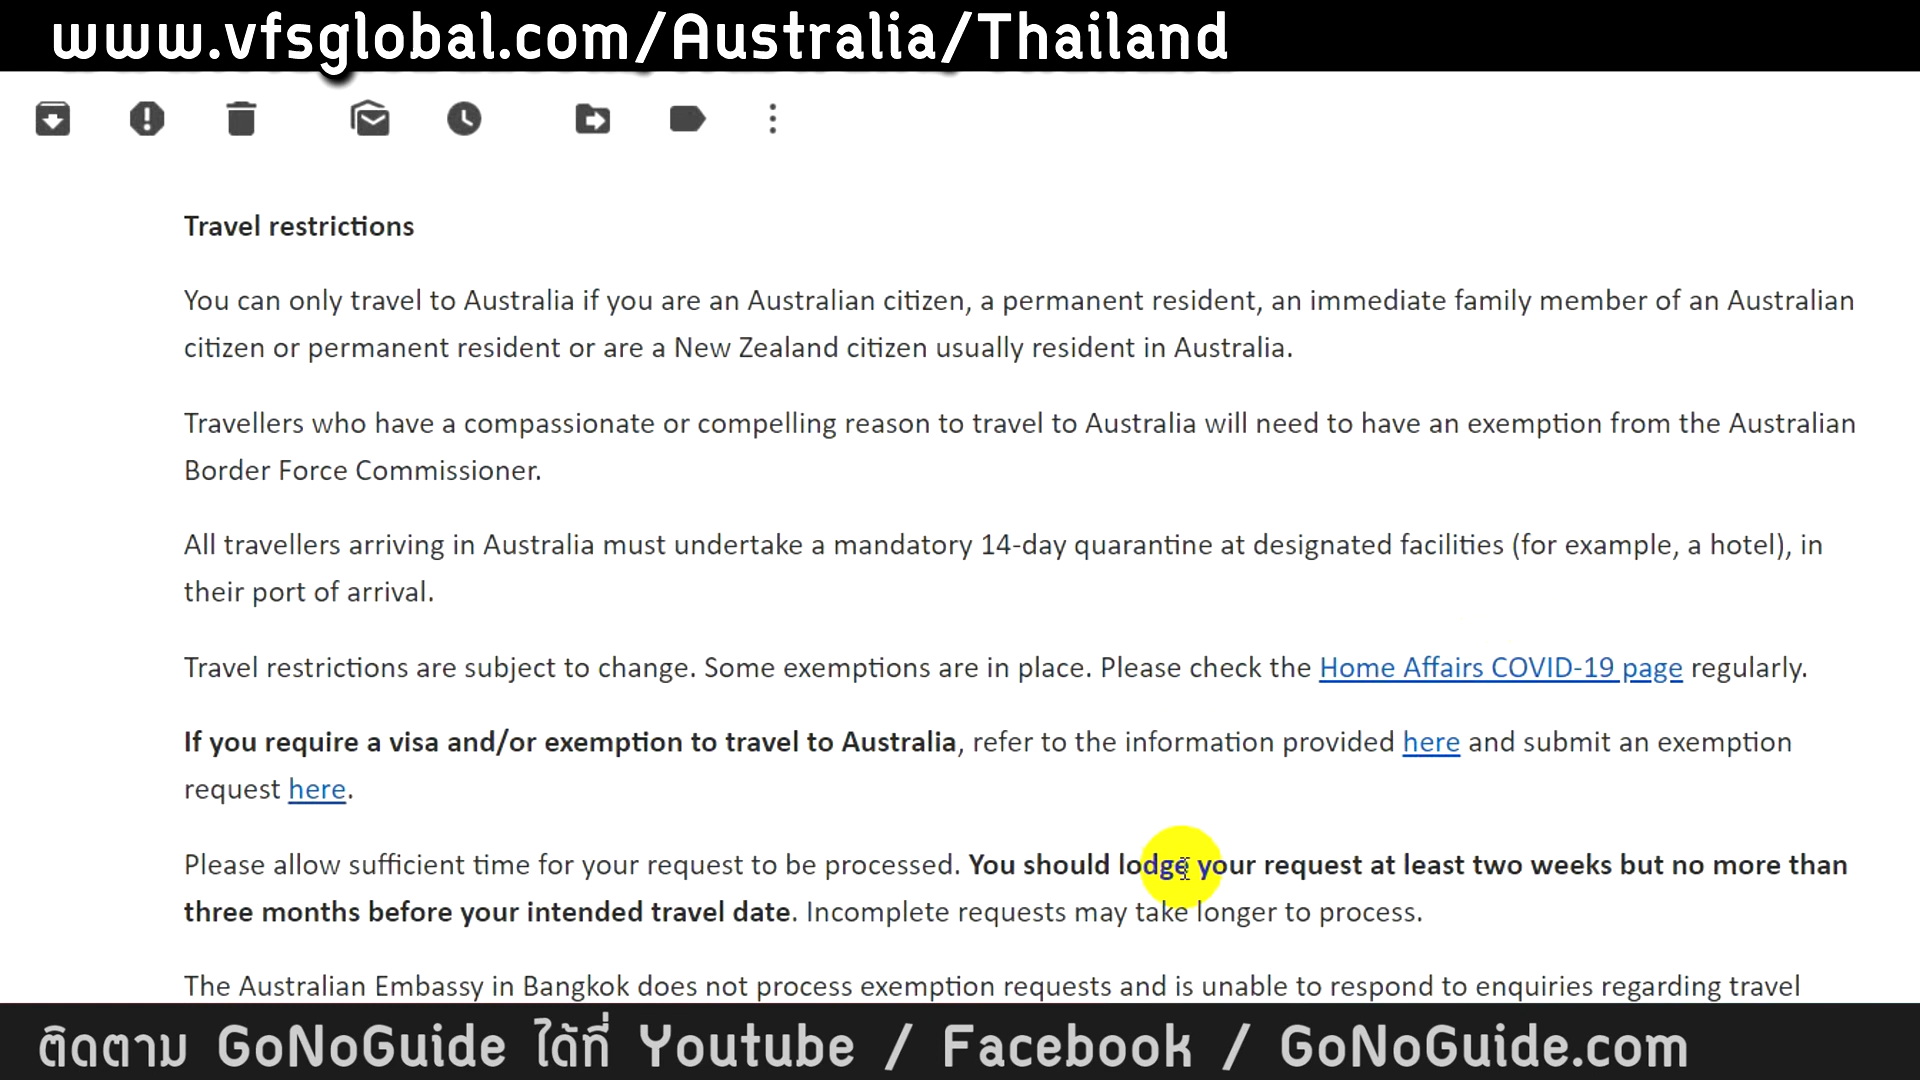 www.vfsglobal.com/Australia/Thailand
Travel restrictions
You can only travel to Australia if you are an Australian citizen, a permanent resident, an immediate family member of an Australian
citizen or permanent resident or are a New Zealand citizen usually resident in Australia.
Travellers who have a compassionate or compelling reason to travel to Australia will need to have an exemption from the Australian
Border Force Commissioner.
All travellers arriving in Australia must undertake a mandatory 14-day quarantine at designated facilities (for example, a hotel), in
their port of arrival.
Travel restrictions are subject to change. Some exemptions are in place. Please check the Home Affairs COVID-19 page regularly.
If you require a visa and/or exemption to travel to Australia, refer to the information provided here and submit an exemption
request here.
Please allow sufficient time for your request to be processed. You should lodge your request at least two weeks but no more than
three months before your intended travel date. Incomplete requests may take longer to process.
The Australian Embassy in Bangkok does not process exemption requests and is unable to respond to enquiries regarding travel
ติดตาม GoNoGuide ได้ที่ Youtube / Facebook / GoNoGuide.com